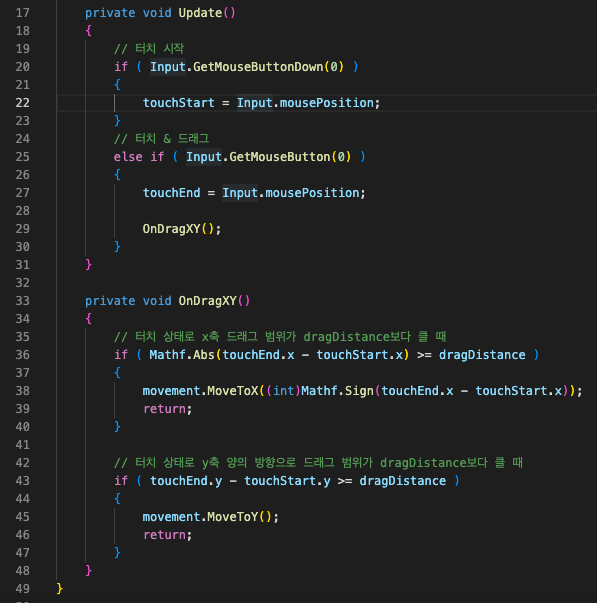 17 private void Update()
18 {
19 // 터치 시작
20 if ( Input.GetMouseButtonDown(0) )
21 {
22 touchStart = Input.mousePosition;
23 }
24 // 터치 & 드래그
25 else if ( Input.GetMouseButton(0) )
26 {
27 touchEnd = Input.mousePosition;
28
29 OnDragXY();
30 }
31 }
32
33 private void OnDragXY()
34 {
35 // 터치 상태로 x축 드래그 범위가 dragDistance보다 클 때
36 if ( Mathf.Abs(touchEnd.x - touchStart.x) >= dragDistance )
37 {
38 movement.MoveToX((int)Mathf.Sign(touchEnd.x - touchStart.x));
39 return;
40 }
41
42 // 터치 상태로 y축 양의 방향으로 드래그 범위가 dragDistance보다 클 때
43 if ( touchEnd.y - touchStart.y >= dragDistance )
44 {
45 movement.MoveToY();
46 return;
47 }
48 }
49 }